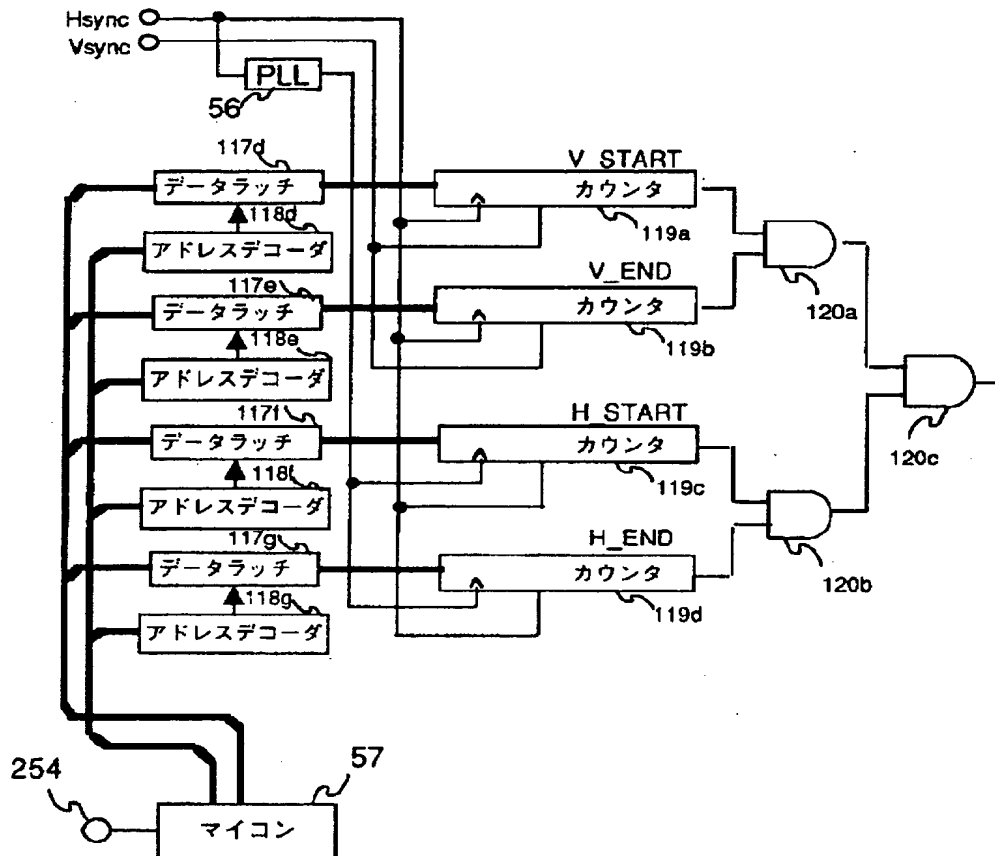 Hsync
Vsync
PLL
56
117d
V_START
データラッチ
カウンタ
118d
119a
アドレスデコーダ
V_END
120a
117e
データラッチ
カウンタ
118e
119b
アドレスデコーダ
117f
H_START
データラッチ
カウンタ
120c
118f
119c
アドレスデコーダ
117g
H_END
データラッチ
カウンタ
120b
118g
119d
アドレスデコーダ
254
57
マイコン